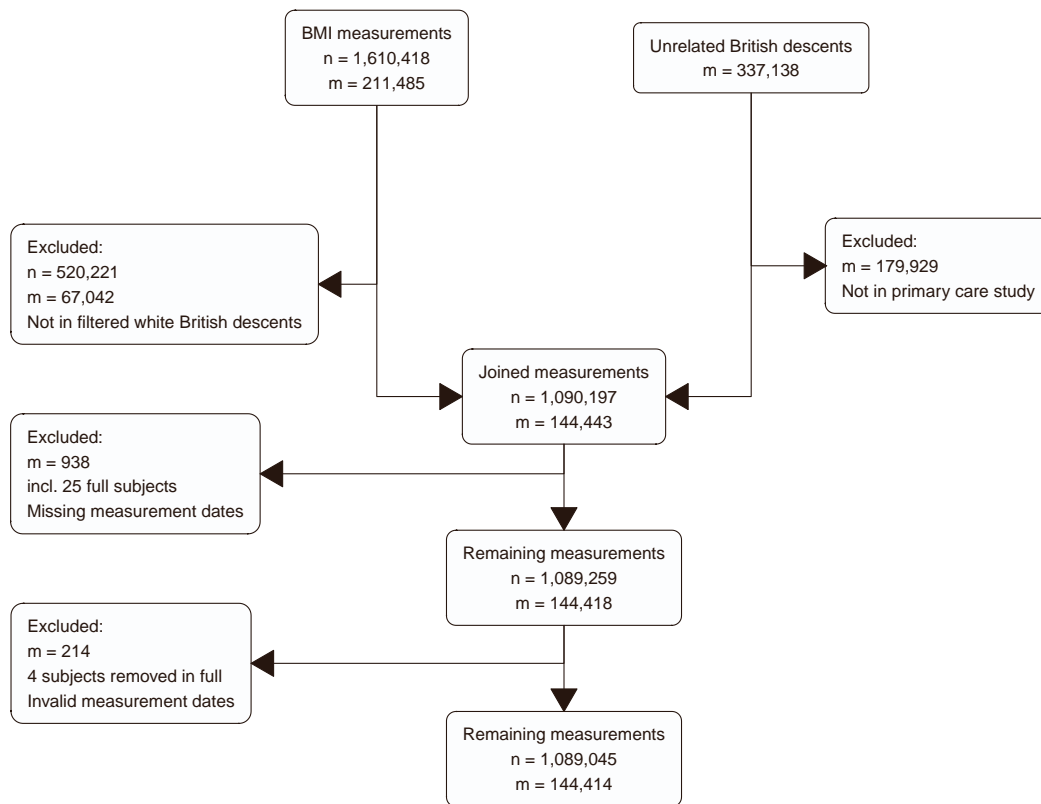 BMI measurements
n = 1,610,418
m = 211,485
Unrelated British descents
m = 337,138
Excluded:
n = 520,221
m = 67,042
Not in filtered white British descents
Excluded:
m = 179,929
Not in primary care study
Joined measurements
n = 1,090,197
m = 144,443
Excluded:
m = 938
incl. 25 full subjects
Missing measurement dates
Remaining measurements
n = 1,089,259
m = 144,418
Excluded:
m = 214
4 subjects removed in full
Invalid measurement dates
Remaining measurements
n = 1,089,045
m = 144,414